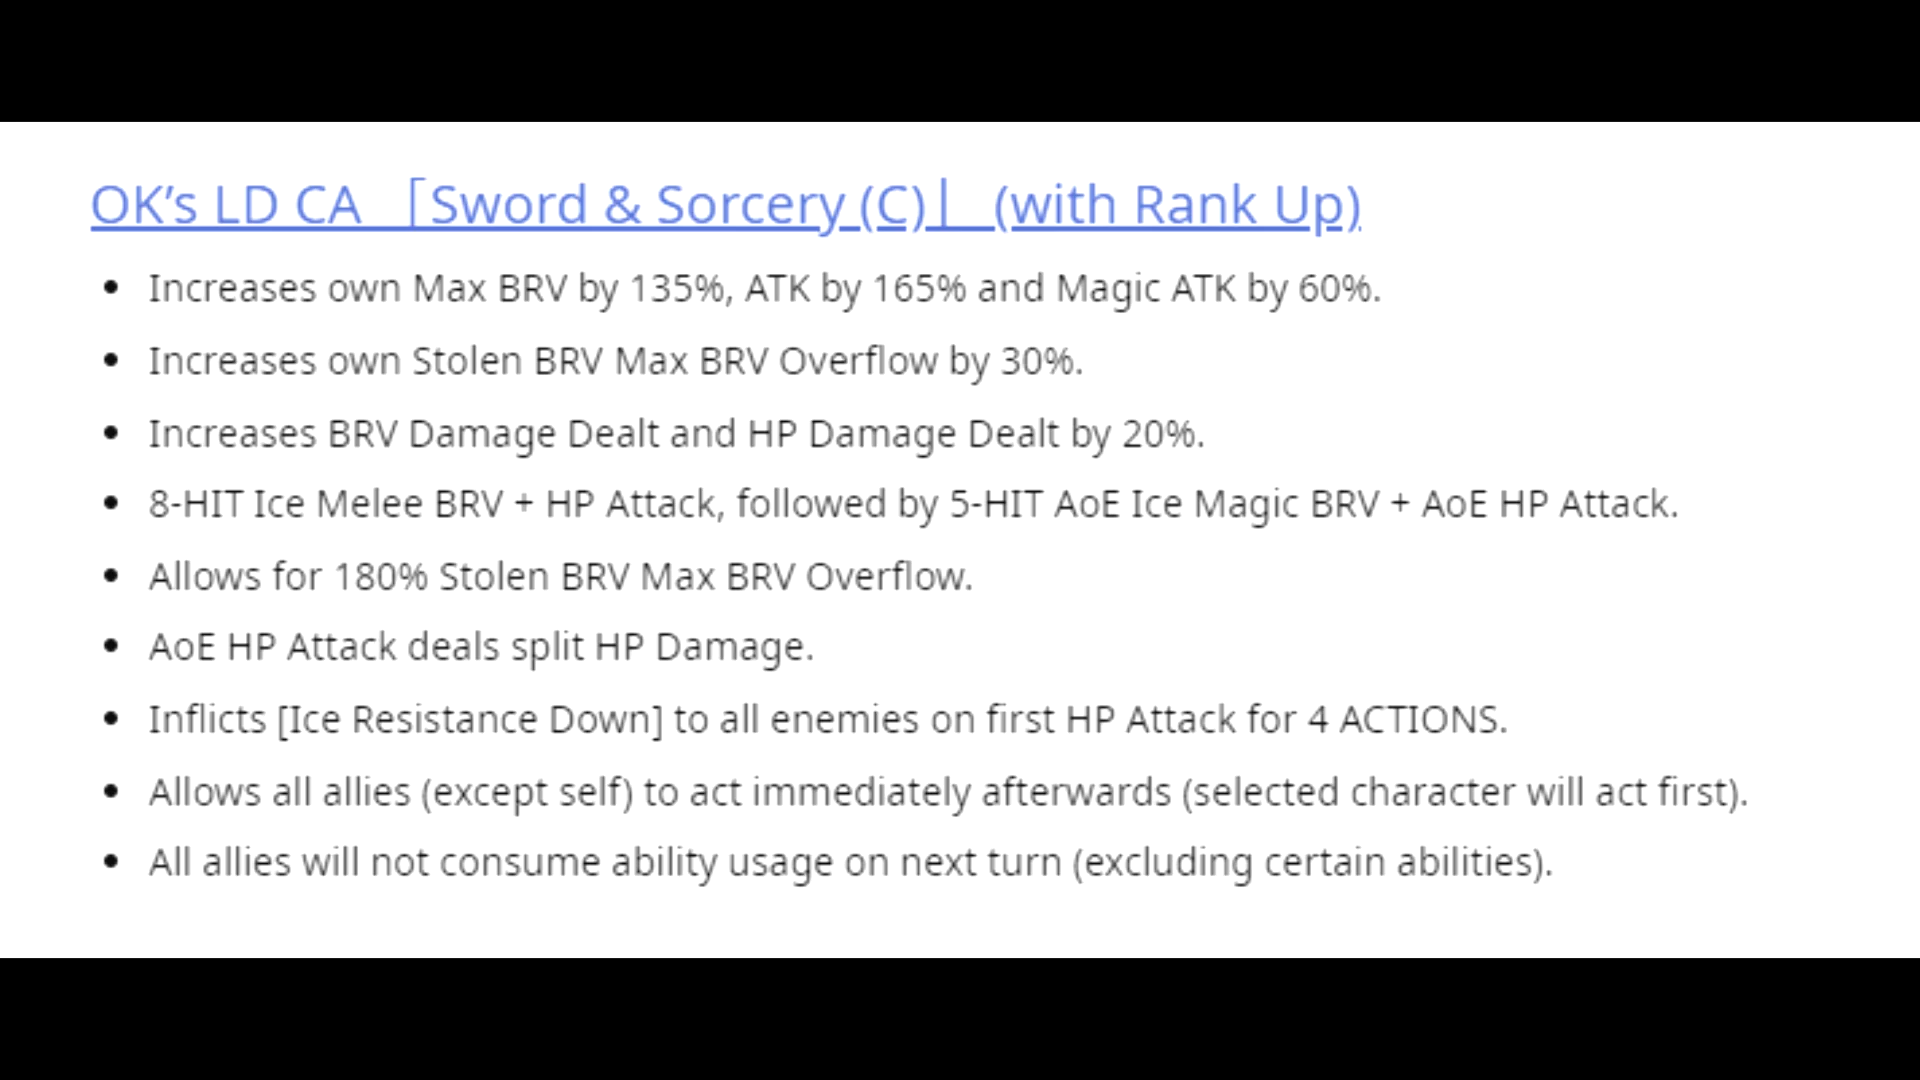 OK’s LD CA 「Sword & Sorcery (C)」 (with Rank Up)
• Increases own Max BRV by 135%, ATK by 165% and Magic ATK by 60%.
• Increases own Stolen BRV Max BRV Overflow by 30%.
• Increases BRV Damage Dealt and HP Damage Dealt by 20%.
• 8-HIT Ice Melee BRV + HP Attack, followed by 5-HIT AoE Ice Magic BRV + AoE HP Attack.
• Allows for 180% Stolen BRV Max BRV Overflow.
• AoE HP Attack deals split HP Damage.
• Inflicts [Ice Resistance Down] to all enemies on first HP Attack for 4 ACTIONS.
• Allows all allies (except self) to act immediately afterwards (selected character will act first).
• All allies will not consume ability usage on next turn (excluding certain abilities).